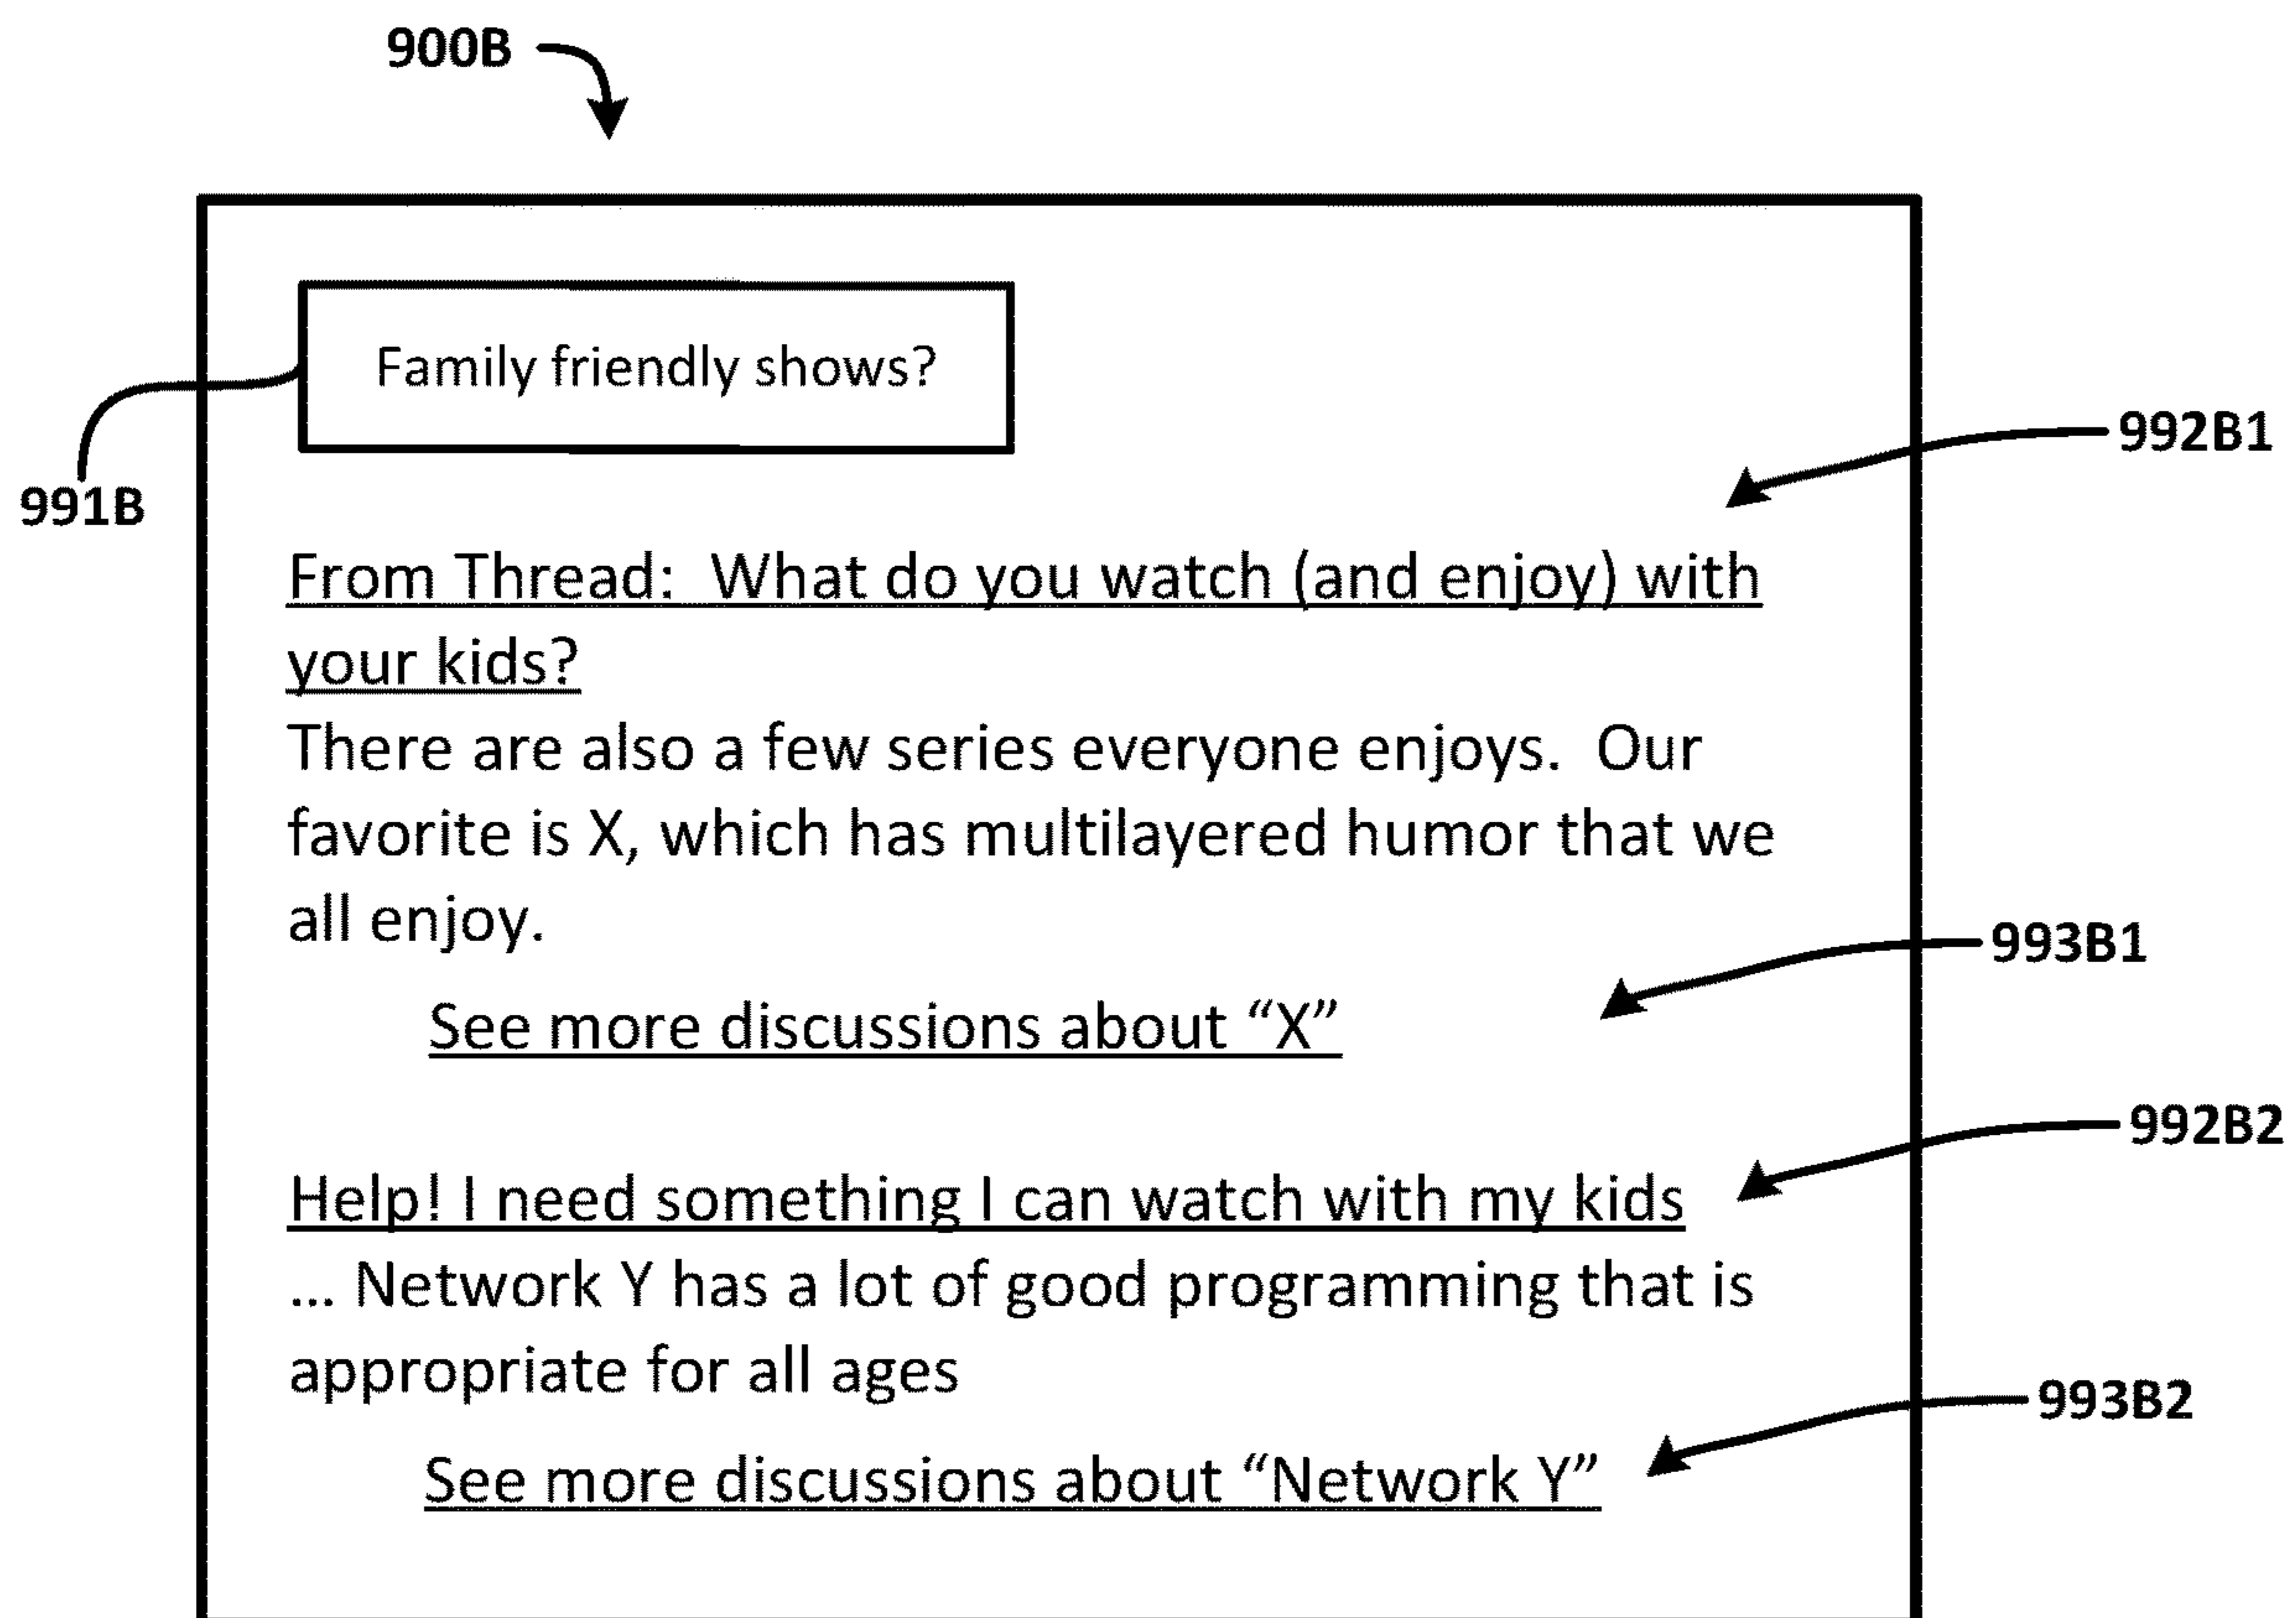 900B
Family friendly shows?
992B1
991B
From Thread:  What do you watch (and enjoy) with
your kids?
There are also a few series everyone enjoys.  Our
favorite is X, which has multilayered humor that we
all enjoy.
993B1
See more discussions about “X”
992B2
Help! I need something I can watch with my kids
... Network Y has a lot of good programming that is
appropriate for all ages
993B2
See more discussions about “Network Y”